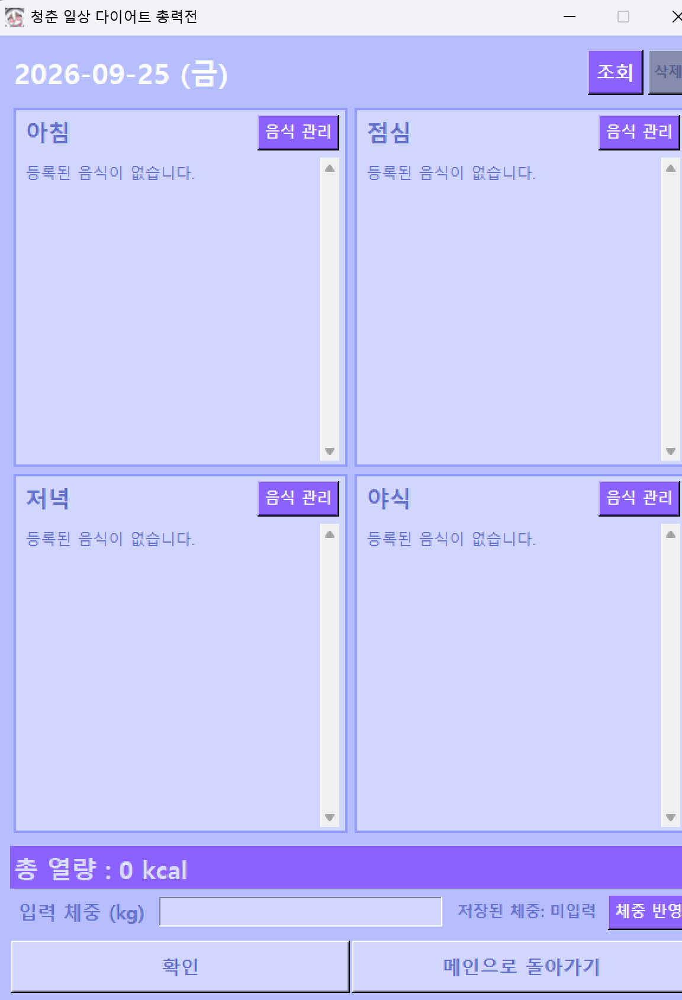 청춘 일상 다이어트 총력전
2026-09-25 (금)
조회
삭제
아침
음식 관리
점심
음식 관리
등록된 음식이 없습니다.
등록된 음식이 없습니다.
저녁
음식 관리
야식
음식 관리
등록된 음식이 없습니다.
등록된 음식이 없습니다.
총 열량 : 0 kcal
입력 체중 (kg)
저장된 체중: 미입력
체중 반영
확인
메인으로 돌아가기